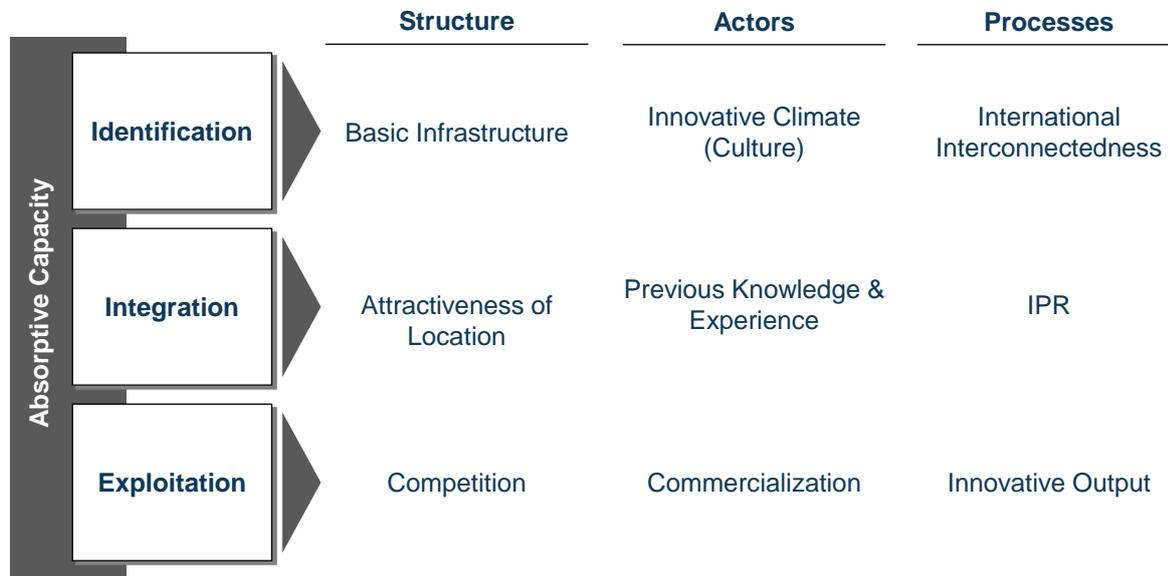 Structure
Actors
Processes
Absorptive Capacity
Identification
Basic Infrastructure
Innovative Climate
(Culture)
International
Interconnectedness
Integration
Attractiveness of
Location
Previous Knowledge &
Experience
IPR
Exploitation
Competition
Commercialization
Innovative Output